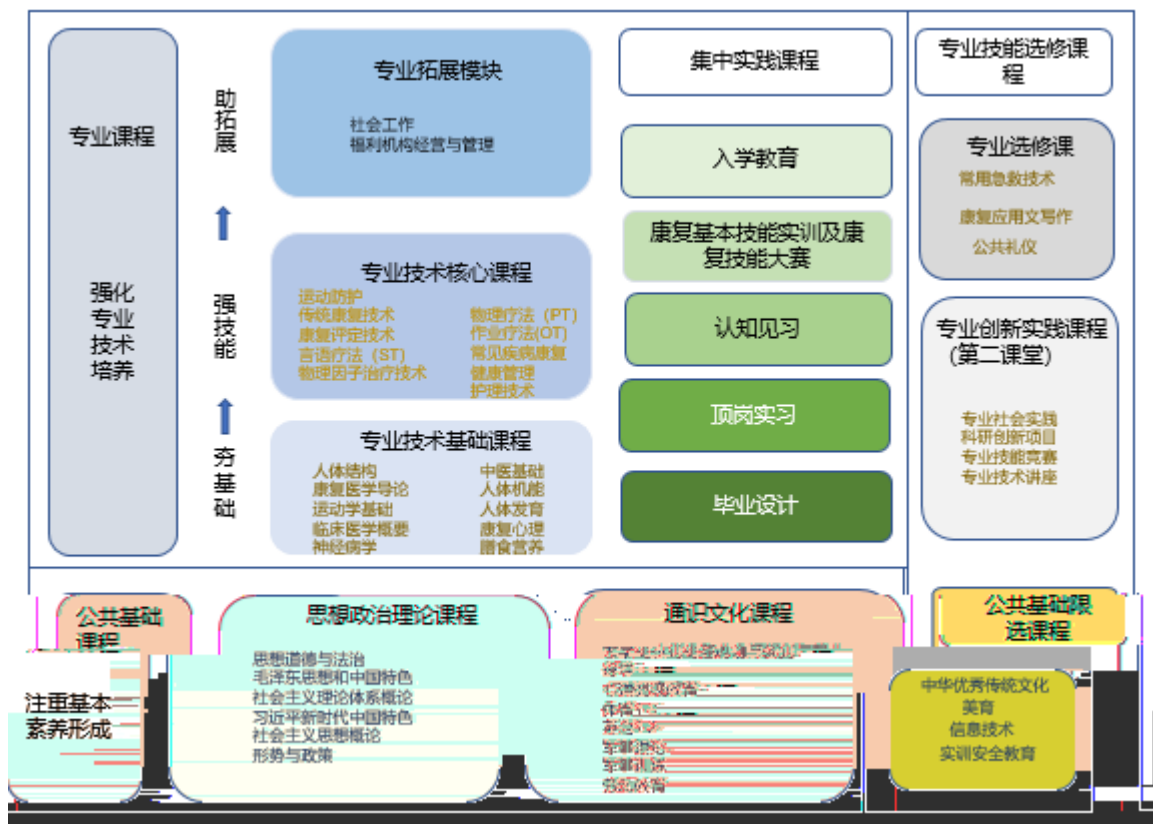 专业课程
强化
专业
技术
培养
助拓展
强技能
夯基础
专业拓展模块
社会工作
福利机构经营与管理
专业技术核心课程
运动防护
传统康复技术
康复评定技术
言语疗法（ST）
物理因子治疗技术
物理疗法（PT）
作业疗法(OT)
常见疾病康复
健康管理
护理技术
专业技术基础课程
人体结构
康复医学导论
运动学基础
临床医学概要
神经病学
中医基础
人体机能
人体发育
康复心理
膳食营养
集中实践课程
入学教育
康复基本技能实训及康
复技能大赛
认知见习
顶岗实习
毕业设计
专业技能选修课
程
专业选修课
常用急救技术
康复应用文写作
公共礼仪
专业创新实践课程
(第二课堂)
专业社会实践
科研创新项目
专业技能竞赛
专业技术讲座
公共基础
课程
注重基本
素养形成
思想政治理论课程
思想道德与法治
毛泽东思想和中国特色
社会主义理论体系概论
习近平新时代中国特色
社会主义思想概论
形势与政策
通识文化课程
公共基础限
选课程
中华优秀传统文化
美育
信息技术
实训安全教育